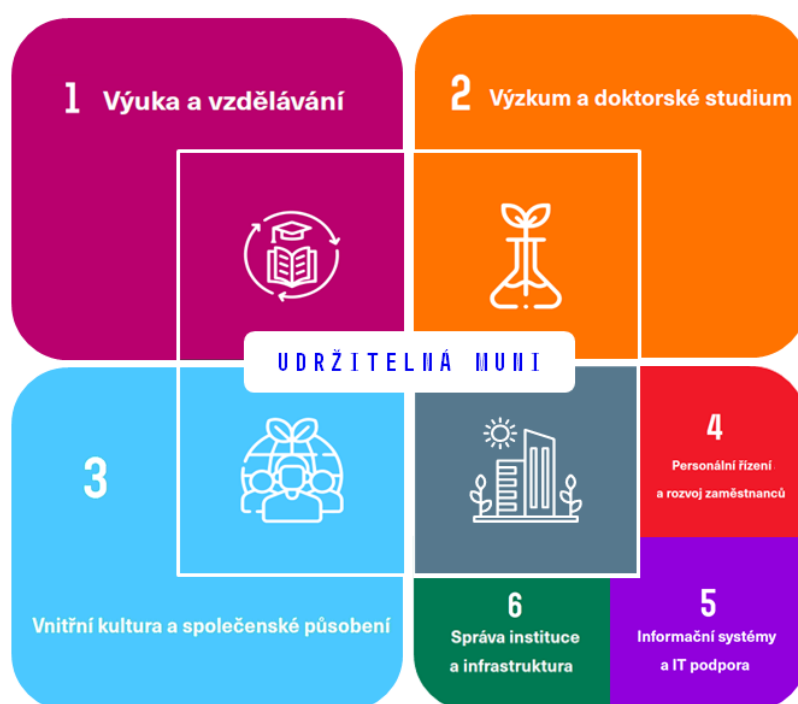 1 Výuka a vzdělávání
2 Výzkum a doktorské studium
UDRŽITELNÁ MUNI
3
Vnitřní kultura a společenské působení
4
Personální řízení
a rozvoj zaměstnanců
6
Správa instituce
a infrastruktura
5
Informační systémy
a IT podpora